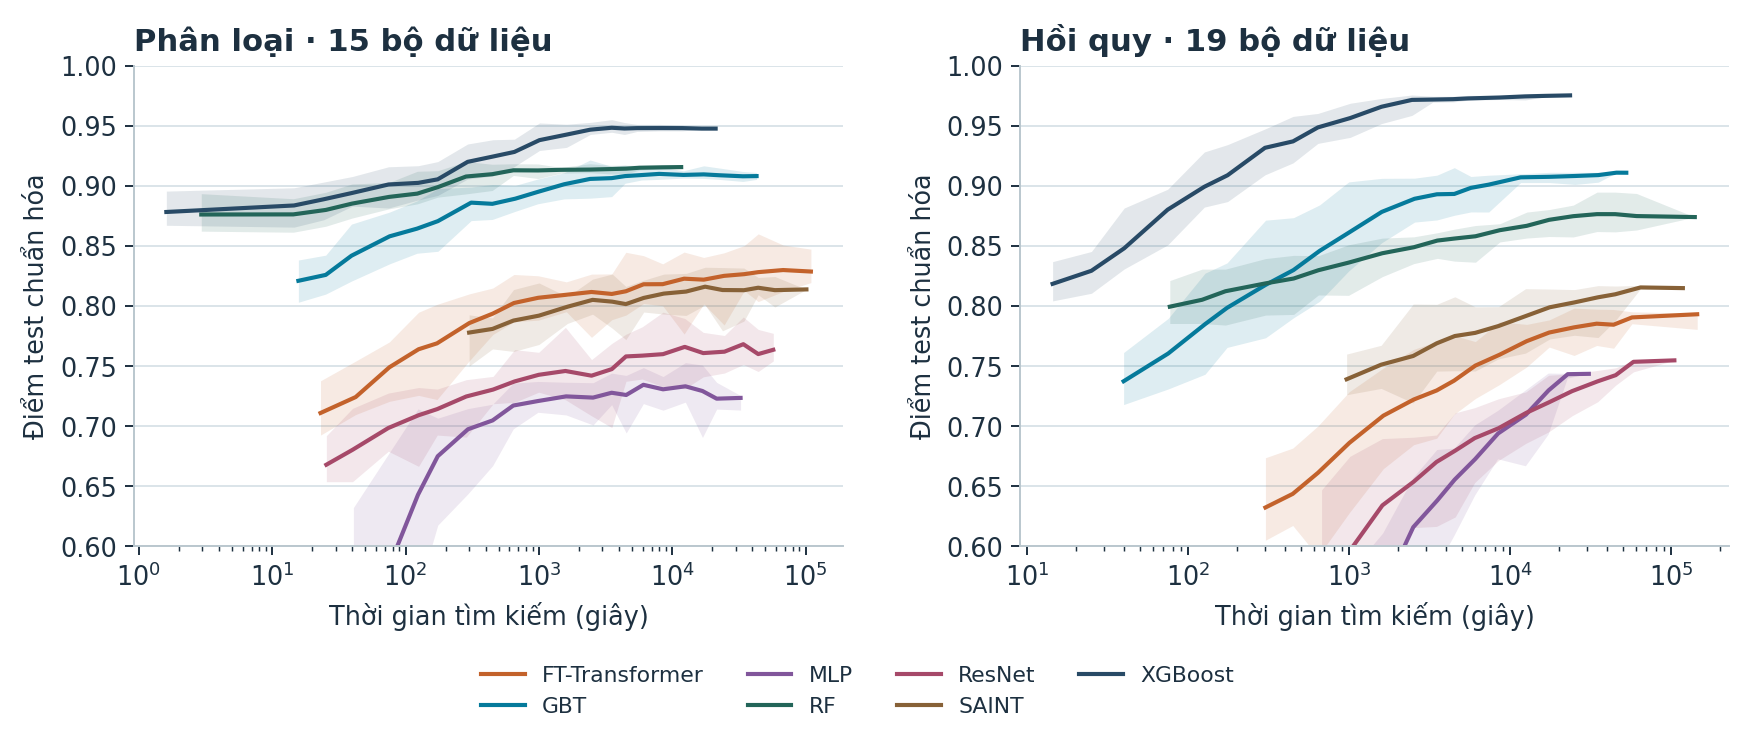 Phân loại · 15 bộ dữ liệu
Điểm test chuẩn hóa
1.00
0.95
0.90
0.85
0.80
0.75
0.70
0.65
0.60
10⁰ 10¹ 10² 10³ 10⁴ 10⁵
Thời gian tìm kiếm (giây)
Hồi quy · 19 bộ dữ liệu
Điểm test chuẩn hóa
1.00
0.95
0.90
0.85
0.80
0.75
0.70
0.65
0.60
10¹ 10² 10³ 10⁴ 10⁵
Thời gian tìm kiếm (giây)
FT-Transformer MLP ResNet XGBoost
GBT RF SAINT